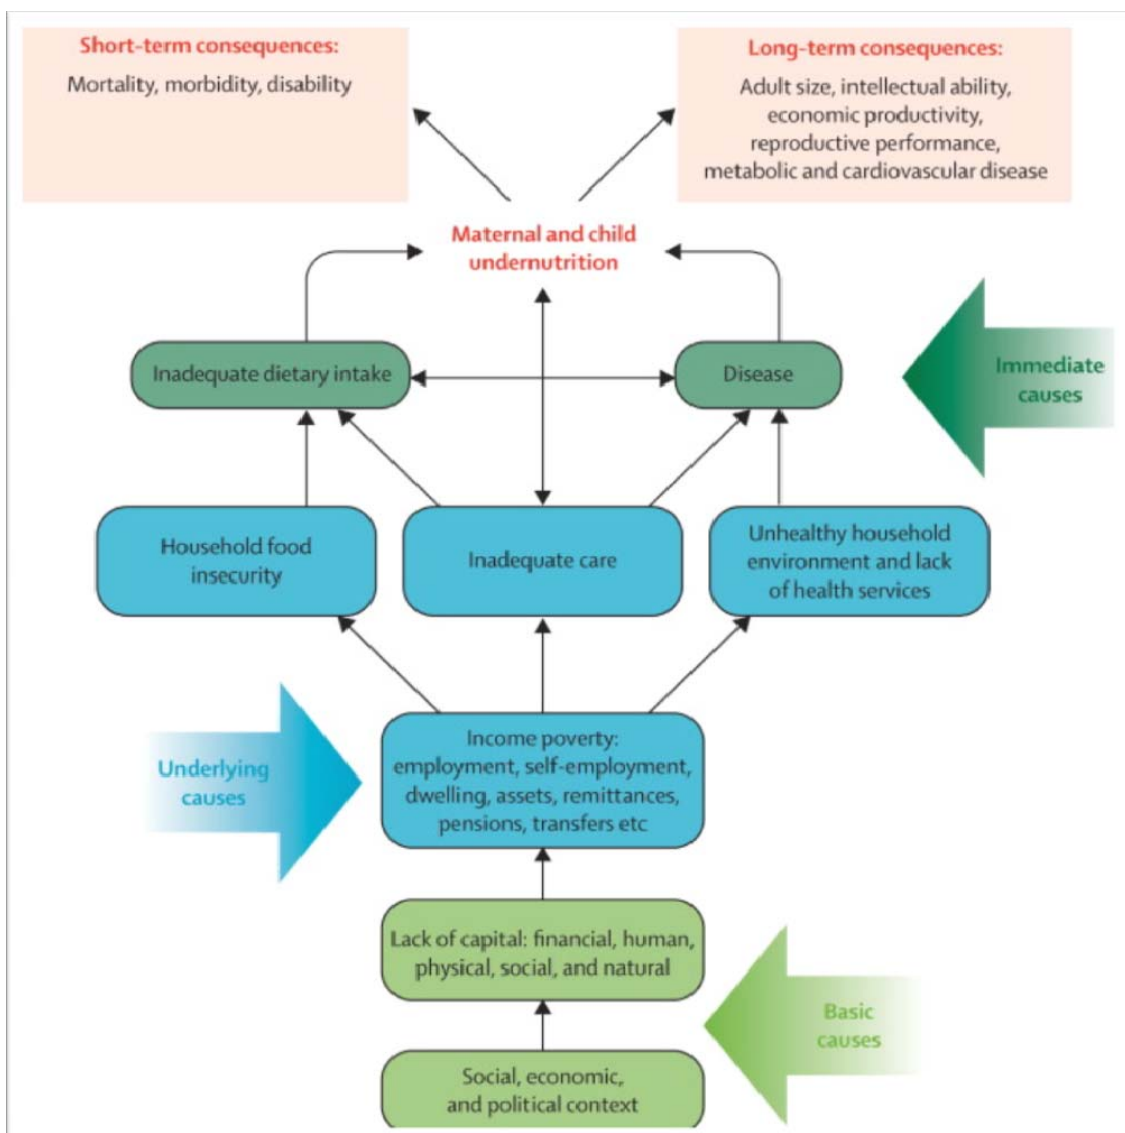 Short-term consequences:
Mortality, morbidity, disability
Long-term consequences:
Adult size, intellectual ability,
economic productivity,
reproductive performance,
metabolic and cardiovascular disease
Maternal and child
undernutrition
Inadequate dietary intake
Disease
Immediate
causes
Household food
insecurity
Inadequate care
Unhealthy household
environment and lack
of health services
Underlying
causes
Income poverty:
employment, self-employment,
dwelling, assets, remittances,
pensions, transfers etc
Lack of capital: financial, human,
physical, social, and natural
Basic
causes
Social, economic,
and political context